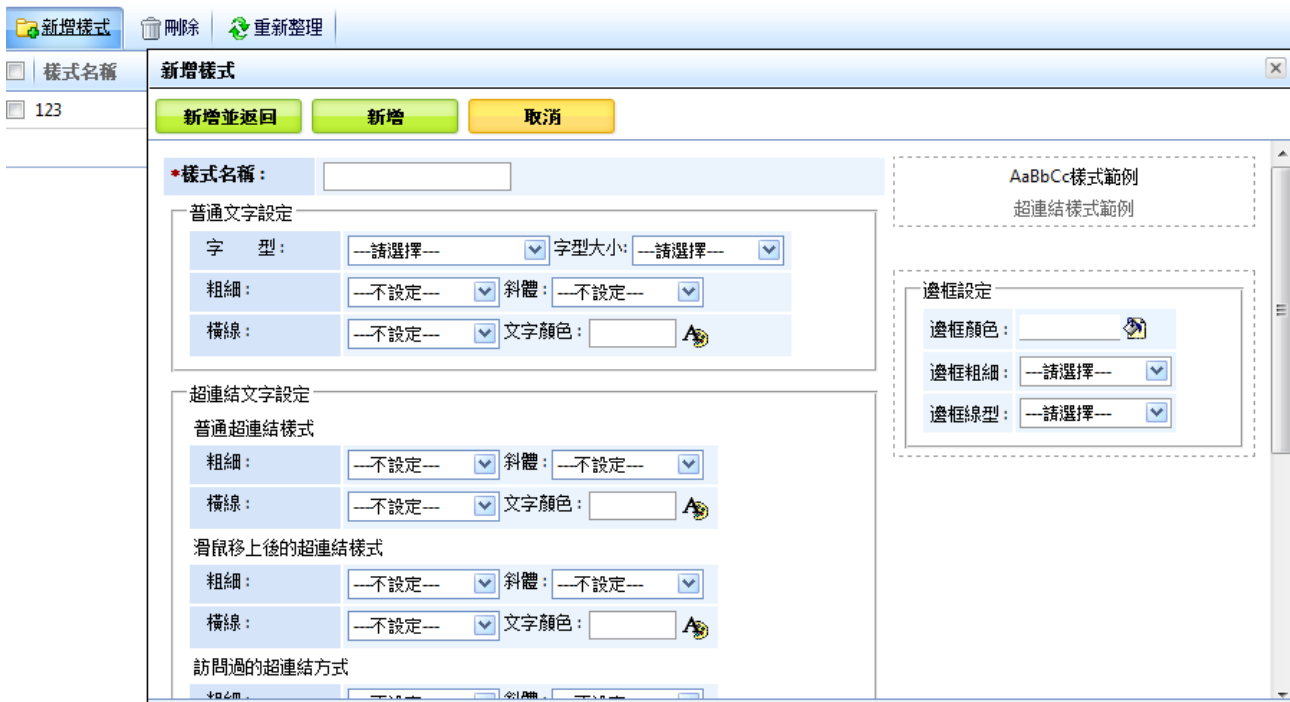 新增樣式 刪除 重新整理
樣式名稱 新增樣式
123 新增並返回 新增 取消
*樣式名稱: AaBbCc樣式範例
超連結樣式範例
普通文字設定
字 型: ---請選擇--- 字型大小: ---請選擇---
粗細: ---不設定--- 斜體: ---不設定---
橫線: ---不設定--- 文字顏色:
邊框設定
邊框顏色:
邊框粗細: ---請選擇---
邊框線型: ---請選擇---
超連結文字設定
普通超連結樣式
粗細: ---不設定--- 斜體: ---不設定---
橫線: ---不設定--- 文字顏色:
滑鼠移上後的超連結樣式
粗細: ---不設定--- 斜體: ---不設定---
橫線: ---不設定--- 文字顏色:
訪問過的超連結方式